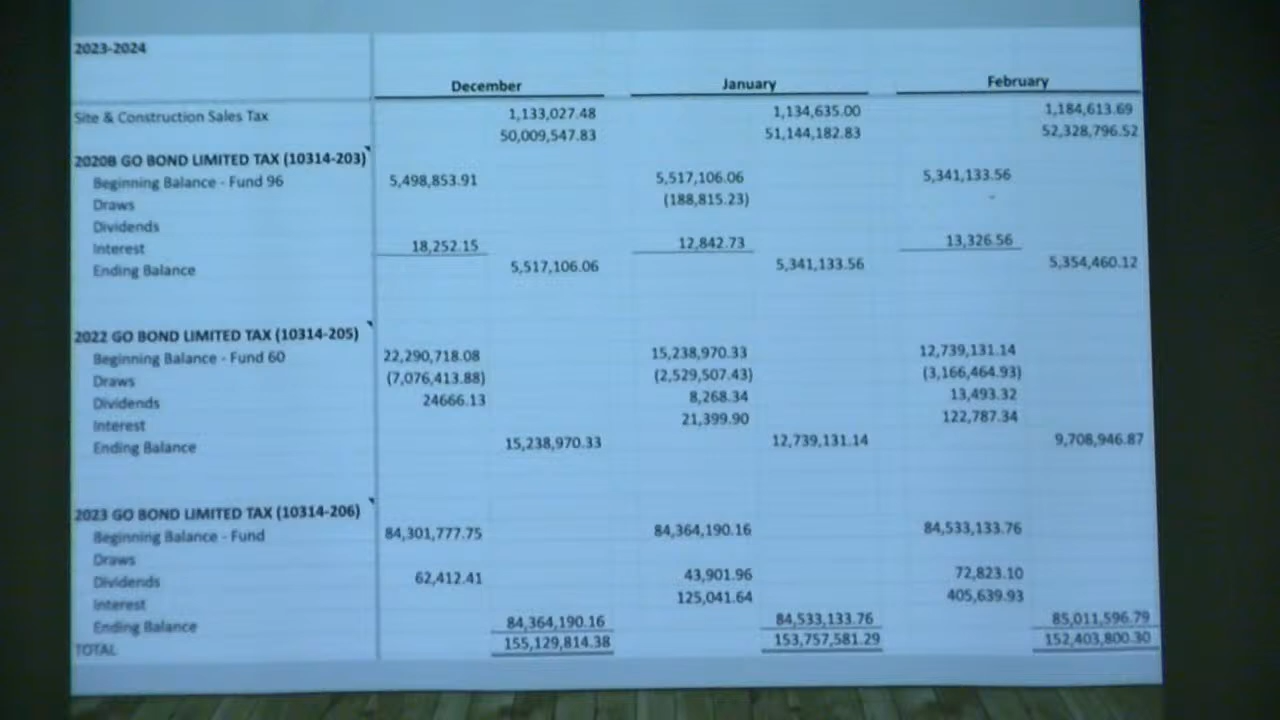 2023-2024
December January February
Site & Construction Sales Tax 1,133,027.48 1,134,635.00 1,184,613.69
50,009,547.83 51,144,182.83 52,328,796.52
2020B GO BOND LIMITED TAX (10314-203)
Beginning Balance - Fund 96 5,498,853.91 5,517,106.06 5,341,133.56
Draws (188,815.23) -
Dividends
Interest 18,252.15 12,842.73 13,326.56
Ending Balance 5,517,106.06 5,341,133.56 5,354,460.12
2022 GO BOND LIMITED TAX (10314-205)
Beginning Balance - Fund 60 22,290,718.08 15,238,970.33 12,739,131.14
Draws (7,076,413.88) (2,529,507.43) (3,166,464.93)
Dividends 24666.13 8,268.34 13,493.32
Interest 21,399.90 122,787.34
Ending Balance 15,238,970.33 12,739,131.14 9,708,946.87
2023 GO BOND LIMITED TAX (10314-206)
Beginning Balance - Fund 84,301,777.75 84,364,190.16 84,533,133.76
Draws
Dividends 62,412.41 43,901.96 72,823.10
Interest 125,041.64 405,639.93
Ending Balance 84,364,190.16 84,533,133.76 85,011,596.79
TOTAL 155,129,814.38 153,757,581.29 152,403,800.30